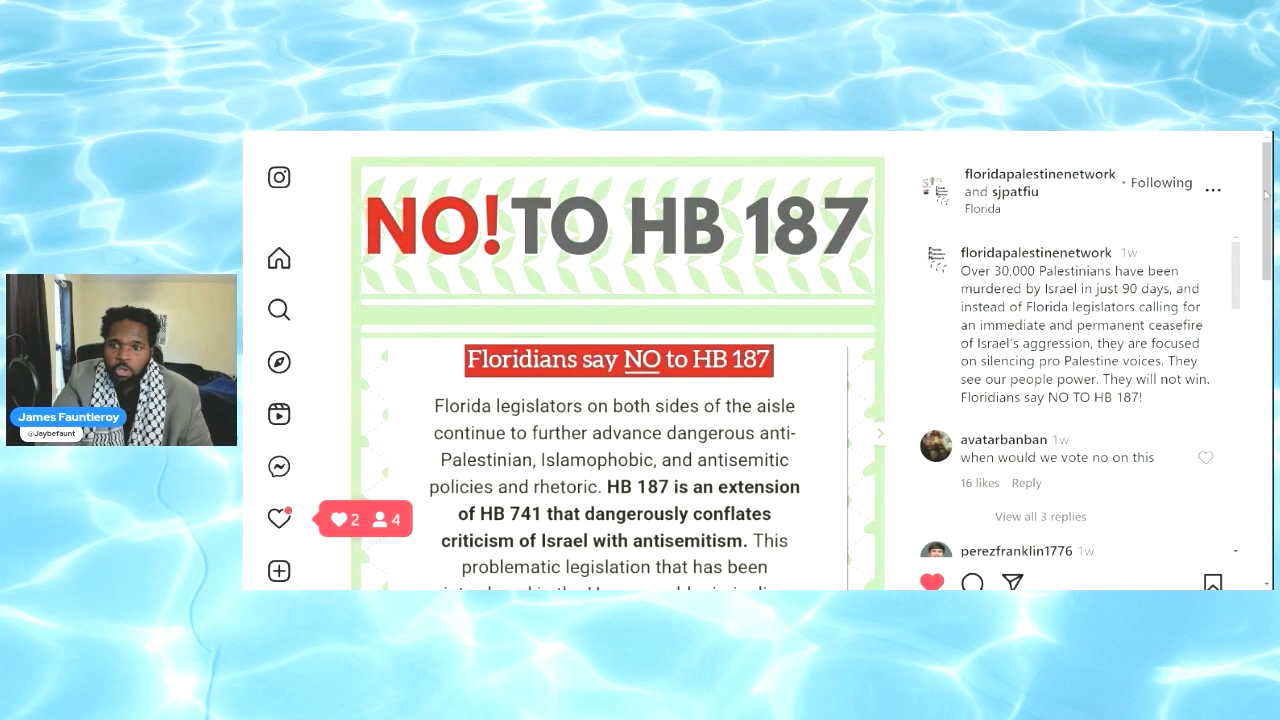 NO! TO HB 187
Floridians say NO to HB 187
Florida legislators on both sides of the aisle
continue to further advance dangerous anti-
Palestinian, Islamophobic, and antisemitic
policies and rhetoric. HB 187 is an extension
of HB 741 that dangerously conflates
criticism of Israel with antisemitism. This
problematic legislation that has been
2 4
floridapalestinenetwork
and sjpatfiu
• Following
Florida
floridapalestinenetwork 1w
Over 30,000 Palestinians have been
murdered by Israel in just 90 days, and
instead of Florida legislators calling for
an immediate and permanent ceasefire
of Israel's aggression, they are focused
on silencing pro Palestine voices. They
see our people power. They will not win.
Floridians say NO TO HB 187!
avatarbanban 1w
when would we vote no on this
16 likes Reply
View all 3 replies
perezfranklin1776 1w
James Fauntleroy
@Jaybefaunt